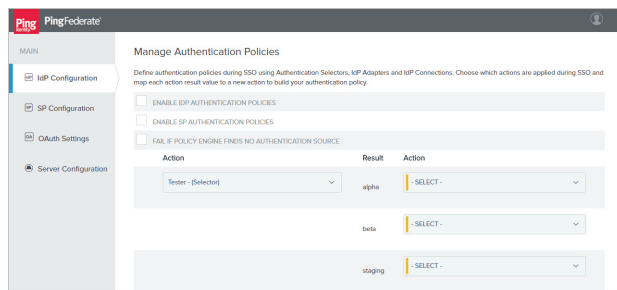 Ping
Identity
PingFederate®
MAIN
IdP Configuration
SP Configuration
OAuth Settings
Server Configuration
Manage Authentication Policies
Define authentication policies during SSO using Authentication Selectors, IdP Adapters and IdP Connections. Choose which actions are applied during SSO and
map each action result value to a new action to build your authentication policy.
ENABLE IDP AUTHENTICATION POLICIES
ENABLE SP AUTHENTICATION POLICIES
FAIL IF POLICY ENGINE FINDS NO AUTHENTICATION SOURCE
Action Result Action
Tester - (Selector) alpha - SELECT -
beta - SELECT -
staging - SELECT -